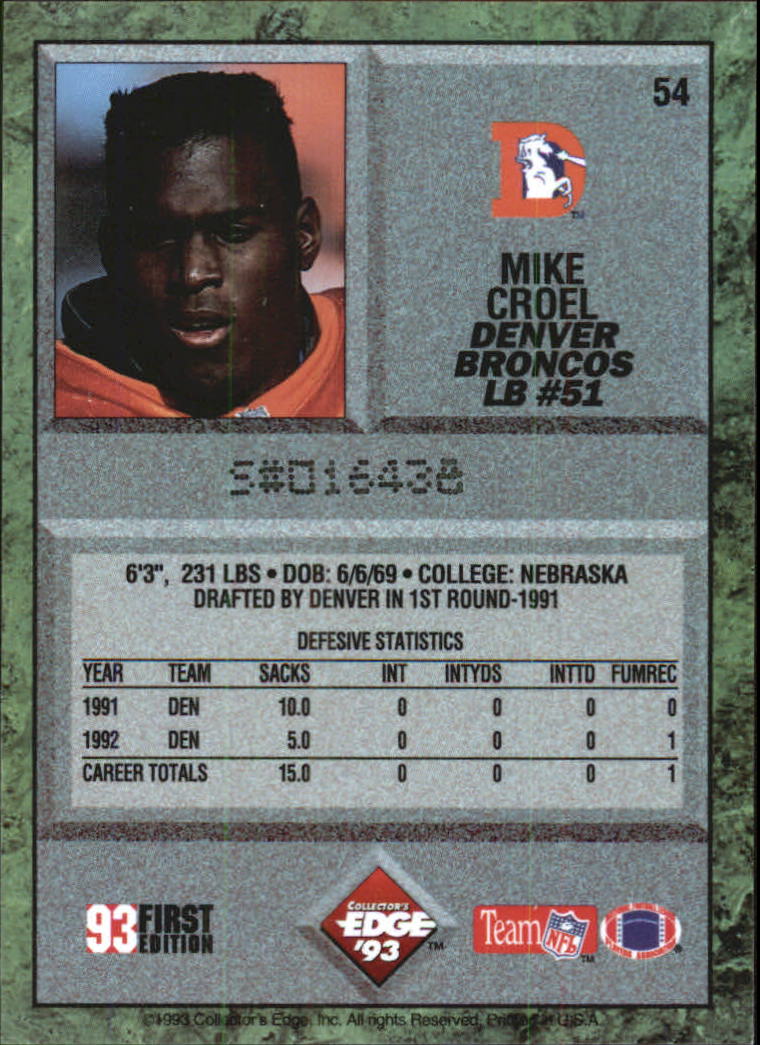 54
D
TM
MIKE
CROEL
DENVER
BRONCOS
LB #51
S#016438
6'3", 231 LBS • DOB: 6/6/69 • COLLEGE: NEBRASKA
DRAFTED BY DENVER IN 1ST ROUND-1991
DEFESIVE STATISTICS
YEAR TEAM SACKS INT INTYDS INTTD FUMREC
1991 DEN 10.0 0 0 0 0
1992 DEN 5.0 0 0 0 1
CAREER TOTALS 15.0 0 0 0 1
93 FIRST EDITION
COLLECTOR'S EDGE '93 TM
Team NFL TM
®
©1993 Collector's Edge, Inc. All rights Reserved, Printed in U.S.A.